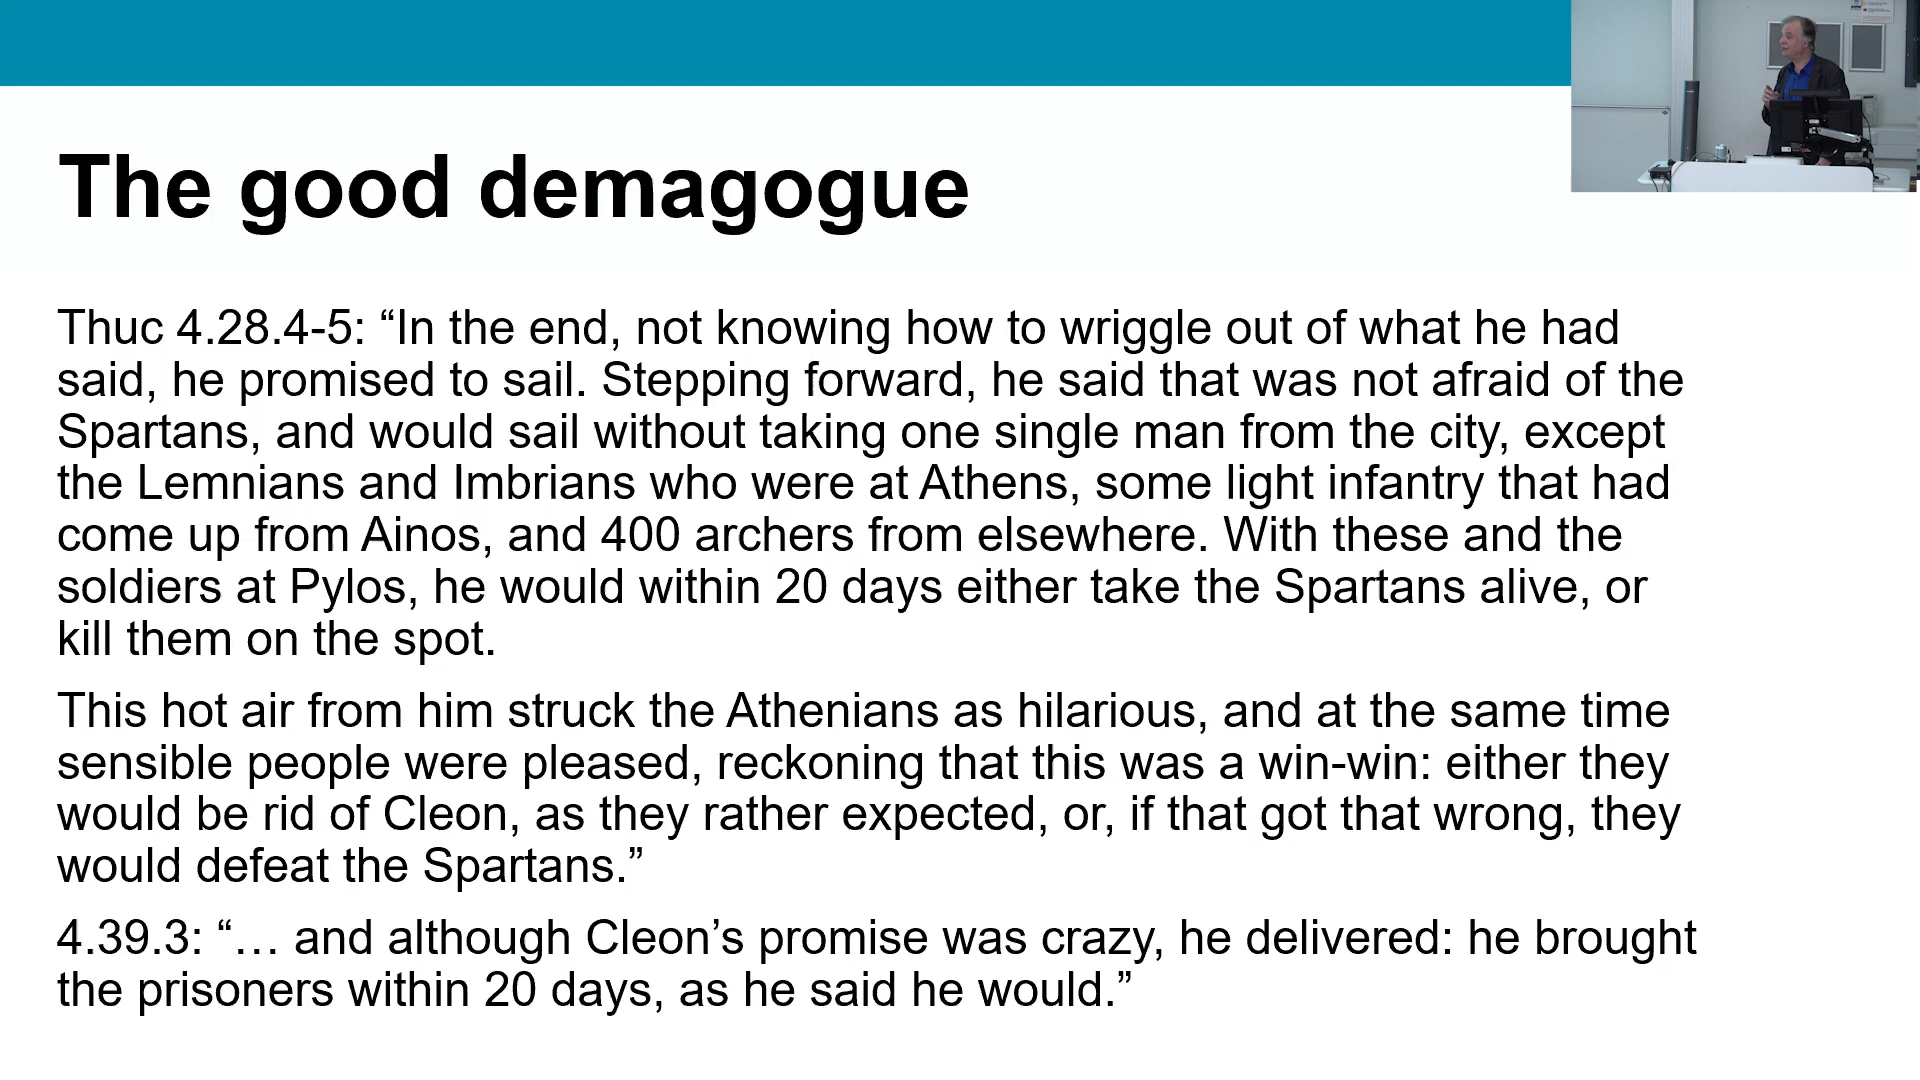 The good demagogue
Thuc 4.28.4-5: “In the end, not knowing how to wriggle out of what he had
said, he promised to sail. Stepping forward, he said that was not afraid of the
Spartans, and would sail without taking one single man from the city, except
the Lemnians and Imbrians who were at Athens, some light infantry that had
come up from Ainos, and 400 archers from elsewhere. With these and the
soldiers at Pylos, he would within 20 days either take the Spartans alive, or
kill them on the spot.
This hot air from him struck the Athenians as hilarious, and at the same time
sensible people were pleased, reckoning that this was a win-win: either they
would be rid of Cleon, as they rather expected, or, if that got that wrong, they
would defeat the Spartans.”
4.39.3: “… and although Cleon’s promise was crazy, he delivered: he brought
the prisoners within 20 days, as he said he would.”